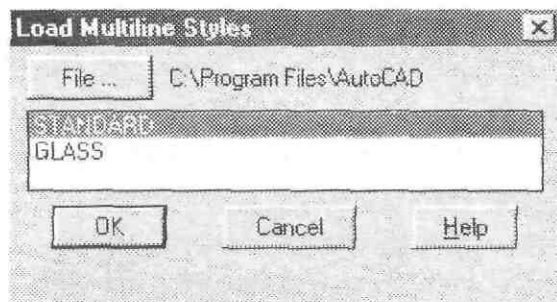 Load Multiline Styles
File ... C:\Program Files\AutoCAD
STANDARD
GLASS
OK Cancel Help